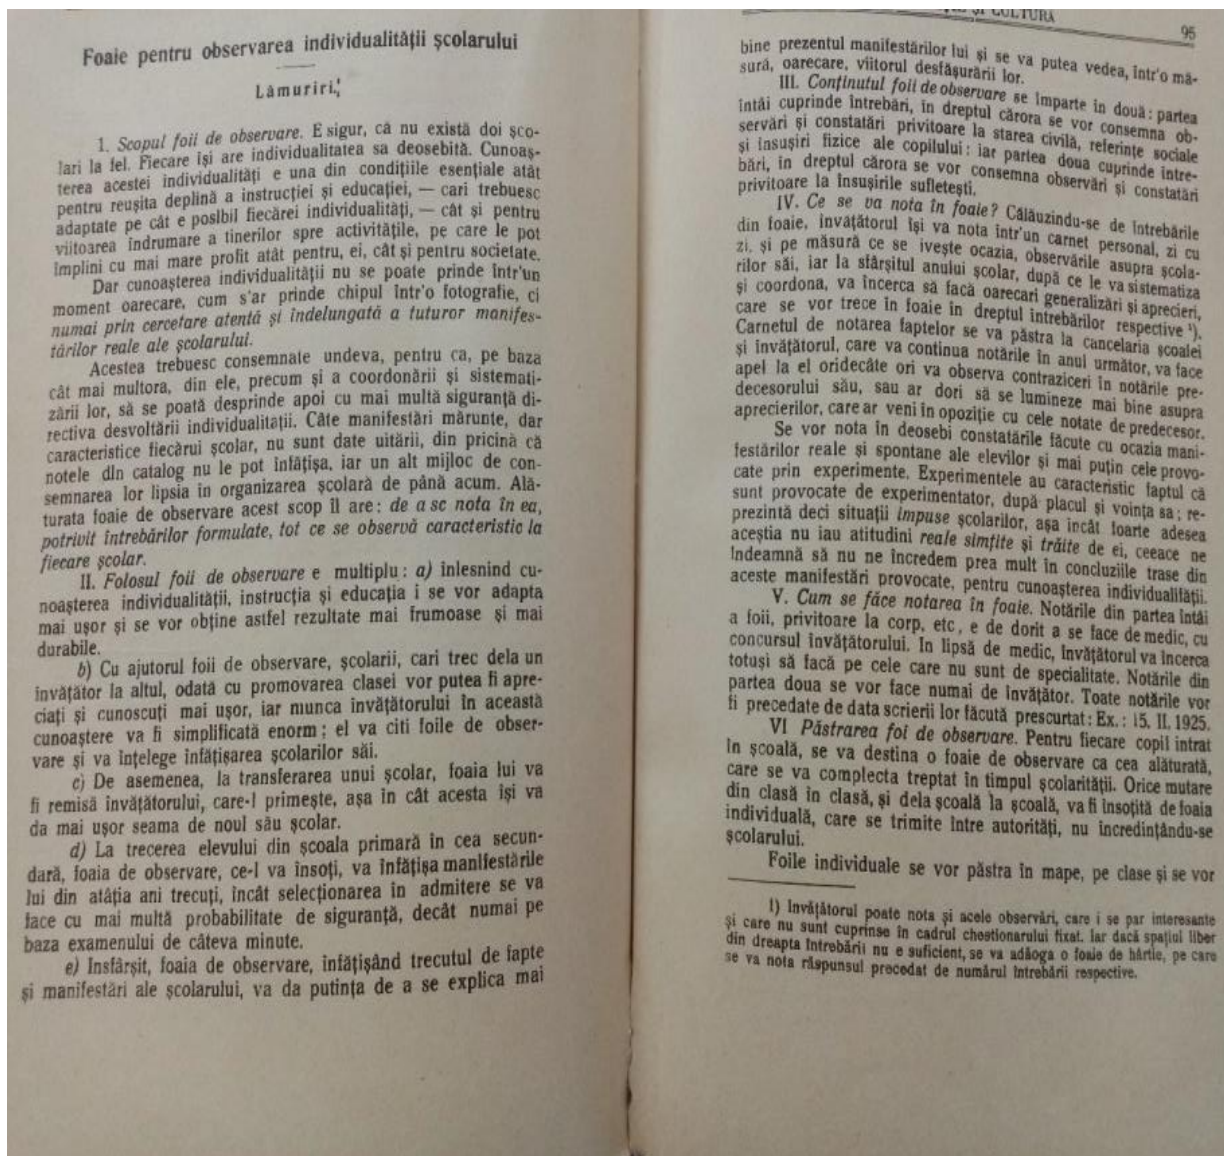 Foaie pentru observarea individualității școlarului
Lămuriri.
1. Scopul foii de observare. E sigur, că nu există doi șco-
lari la fel. Fiecare își are individualitatea sa deosebită. Cunoaș-
terea acestei individualități e una din condițiile esențiale atât
pentru reușita deplină a instrucției și educației, — cari trebuesc
adaptate pe cât e posibil fiecărei individualități, — cât și pentru
viitoarea îndrumare a tinerilor spre activitățile, pe care le pot
împlini cu mai mare profit atât pentru, ei, cât și pentru societate.
Dar cunoașterea individualității nu se poate prinde într'un
moment oarecare, cum s'ar prinde chipul într'o fotografie, ci
numai prin cercetare atentă și îndelungată a tuturor manifes-
tărilor reale ale școlarului.
Acestea trebuesc consemnate undeva, pentru ca, pe baza
cât mai multora, din ele, precum și a coordonării și sistemati-
zării lor, să se poată desprinde apoi cu mai multă siguranță di-
rectiva desvoltării individualitații. Câte manifestări mărunte, dar
caracteristice fiecărui școlar, nu sunt date uitării, din pricină că
notele din catalog nu le pot înfățișa, iar un alt mijloc de con-
semnarea lor lipsia în organizarea școlară de până acum. Ală-
turata foaie de observare acest scop îl are: de a se nota în ea,
potrivit întrebărilor formulate, tot ce se observă caracteristic la
fiecare școlar.
II. Folosul foii de observare e multiplu: a) înlesnind cu-
noașterea individualității, instrucția și educația i se vor adapta
mai ușor și se vor obține astfel rezultate mai frumoase și mai
durabile.
b) Cu ajutorul foii de observare, școlarii, cari trec dela un
învățător la altul, odată cu promovarea clasei vor putea fi apre-
ciați și cunoscuți mai ușor, iar munca învățătorului în această
cunoaștere va fi simplificată enorm; el va citi foile de obser-
vare și va înțelege înfățișarea școlarilor săi.
c) De asemenea, la transferarea unui școlar, foaia lui va
fi remisă învățătorului, care-l primește, așa în cât acesta își va
da mai ușor seama de noul său școlar.
d) La trecerea elevului din școala primară în cea secun-
dară, foaia de observare, ce-l va însoți, va înfățișa manifestările
lui din atâția ani trecuți, încât selecționarea în admitere se va
face cu mai multă probabilitate de siguranță, decât numai pe
baza examenului de câteva minute.
e) Insfârșit, foaia de observare, înfățișând trecutul de fapte
și manifestări ale școlarului, va da putința de a se explica mai
ȘI CULTURA
95
bine prezentul manifestărilor lui și se va putea vedea, într'o mă-
sură, oarecare, viitorul desfășurării lor.
III. Conținutul foii de observare se împarte în două: partea
întâi cuprinde întrebări, în dreptul cărora se vor consemna ob-
servări și constatări privitoare la starea civilă, referințe sociale
și însușiri fizice ale copilului: iar partea doua cuprinde între-
bări, în dreptul cărora se vor consemna observări și constatări
privitoare la însușirile sufletești.
IV. Ce se va nota în foaie? Călăuzindu-se de întrebările
din foaie, învățătorul își va nota într'un carnet personal, zi cu
zi, și pe măsură ce se ivește ocazia, observările asupra școla-
rilor săi, iar la sfârșitul anului școlar, după ce le va sistematiza
și coordona, va încerca să facă oarecari generalizări și aprecieri,
care se vor trece în foaie în dreptul întrebărilor respective ¹).
Carnetul de notarea faptelor se va păstra la cancelaria școalei
și învățătorul, care va continua notările în anul următor, va face
apel la el oridecâte ori va observa contraziceri în notările pre-
decesorului său, sau ar dori să se lumineze mai bine asupra
aprecierilor, care ar veni în opoziție cu cele notate de predecesor.
Se vor nota în deosebi constatările făcute cu ocazia mani-
festărilor reale și spontane ale elevilor și mai puțin cele provo-
cate prin experimente. Experimentele au caracteristic faptul că
sunt provocate de experimentator, după placul și voința sa; re-
prezintă deci situații impuse școlarilor, așa încât foarte adesea
aceștia nu iau atitudini reale simțite și trăite de ei, ceeace ne
îndeamnă să nu ne încredem prea mult în concluziile trase din
aceste manifestări provocate, pentru cunoașterea individualității.
V. Cum se face notarea în foaie. Notările din partea întâi
a foii, privitoare la corp, etc, e de dorit a se face de medic, cu
concursul învățătorului. In lipsă de medic, învățătorul va încerca
totuși să facă pe cele care nu sunt de specialitate. Notările din
partea doua se vor face numai de învățător. Toate notările vor
fi precedate de data scrierii lor făcută prescurtat: Ex.: 15. II. 1925.
VI Păstrarea foi de observare. Pentru fiecare copil intrat
în școală, se va destina o foaie de observare ca cea alăturată,
care se va complecta treptat în timpul școlarității. Orice mutare
din clasă în clasă, și dela școală la școală, va fi însoțită de foaia
individuală, care se trimite între autorități, nu încredințându-se
școlarului.
Foile individuale se vor păstra în mape, pe clase și se vor
1) Invățătorul poate nota și acele observări, care i se par interesante
și care nu sunt cuprinse în cadrul chestionarului fixat. Iar dacă spațiul liber
din dreapta întrebării nu e suficient, se va adăoga o foaie de hârtie, pe care
se va nota răspunsul precedat de numărul întrebării respective.